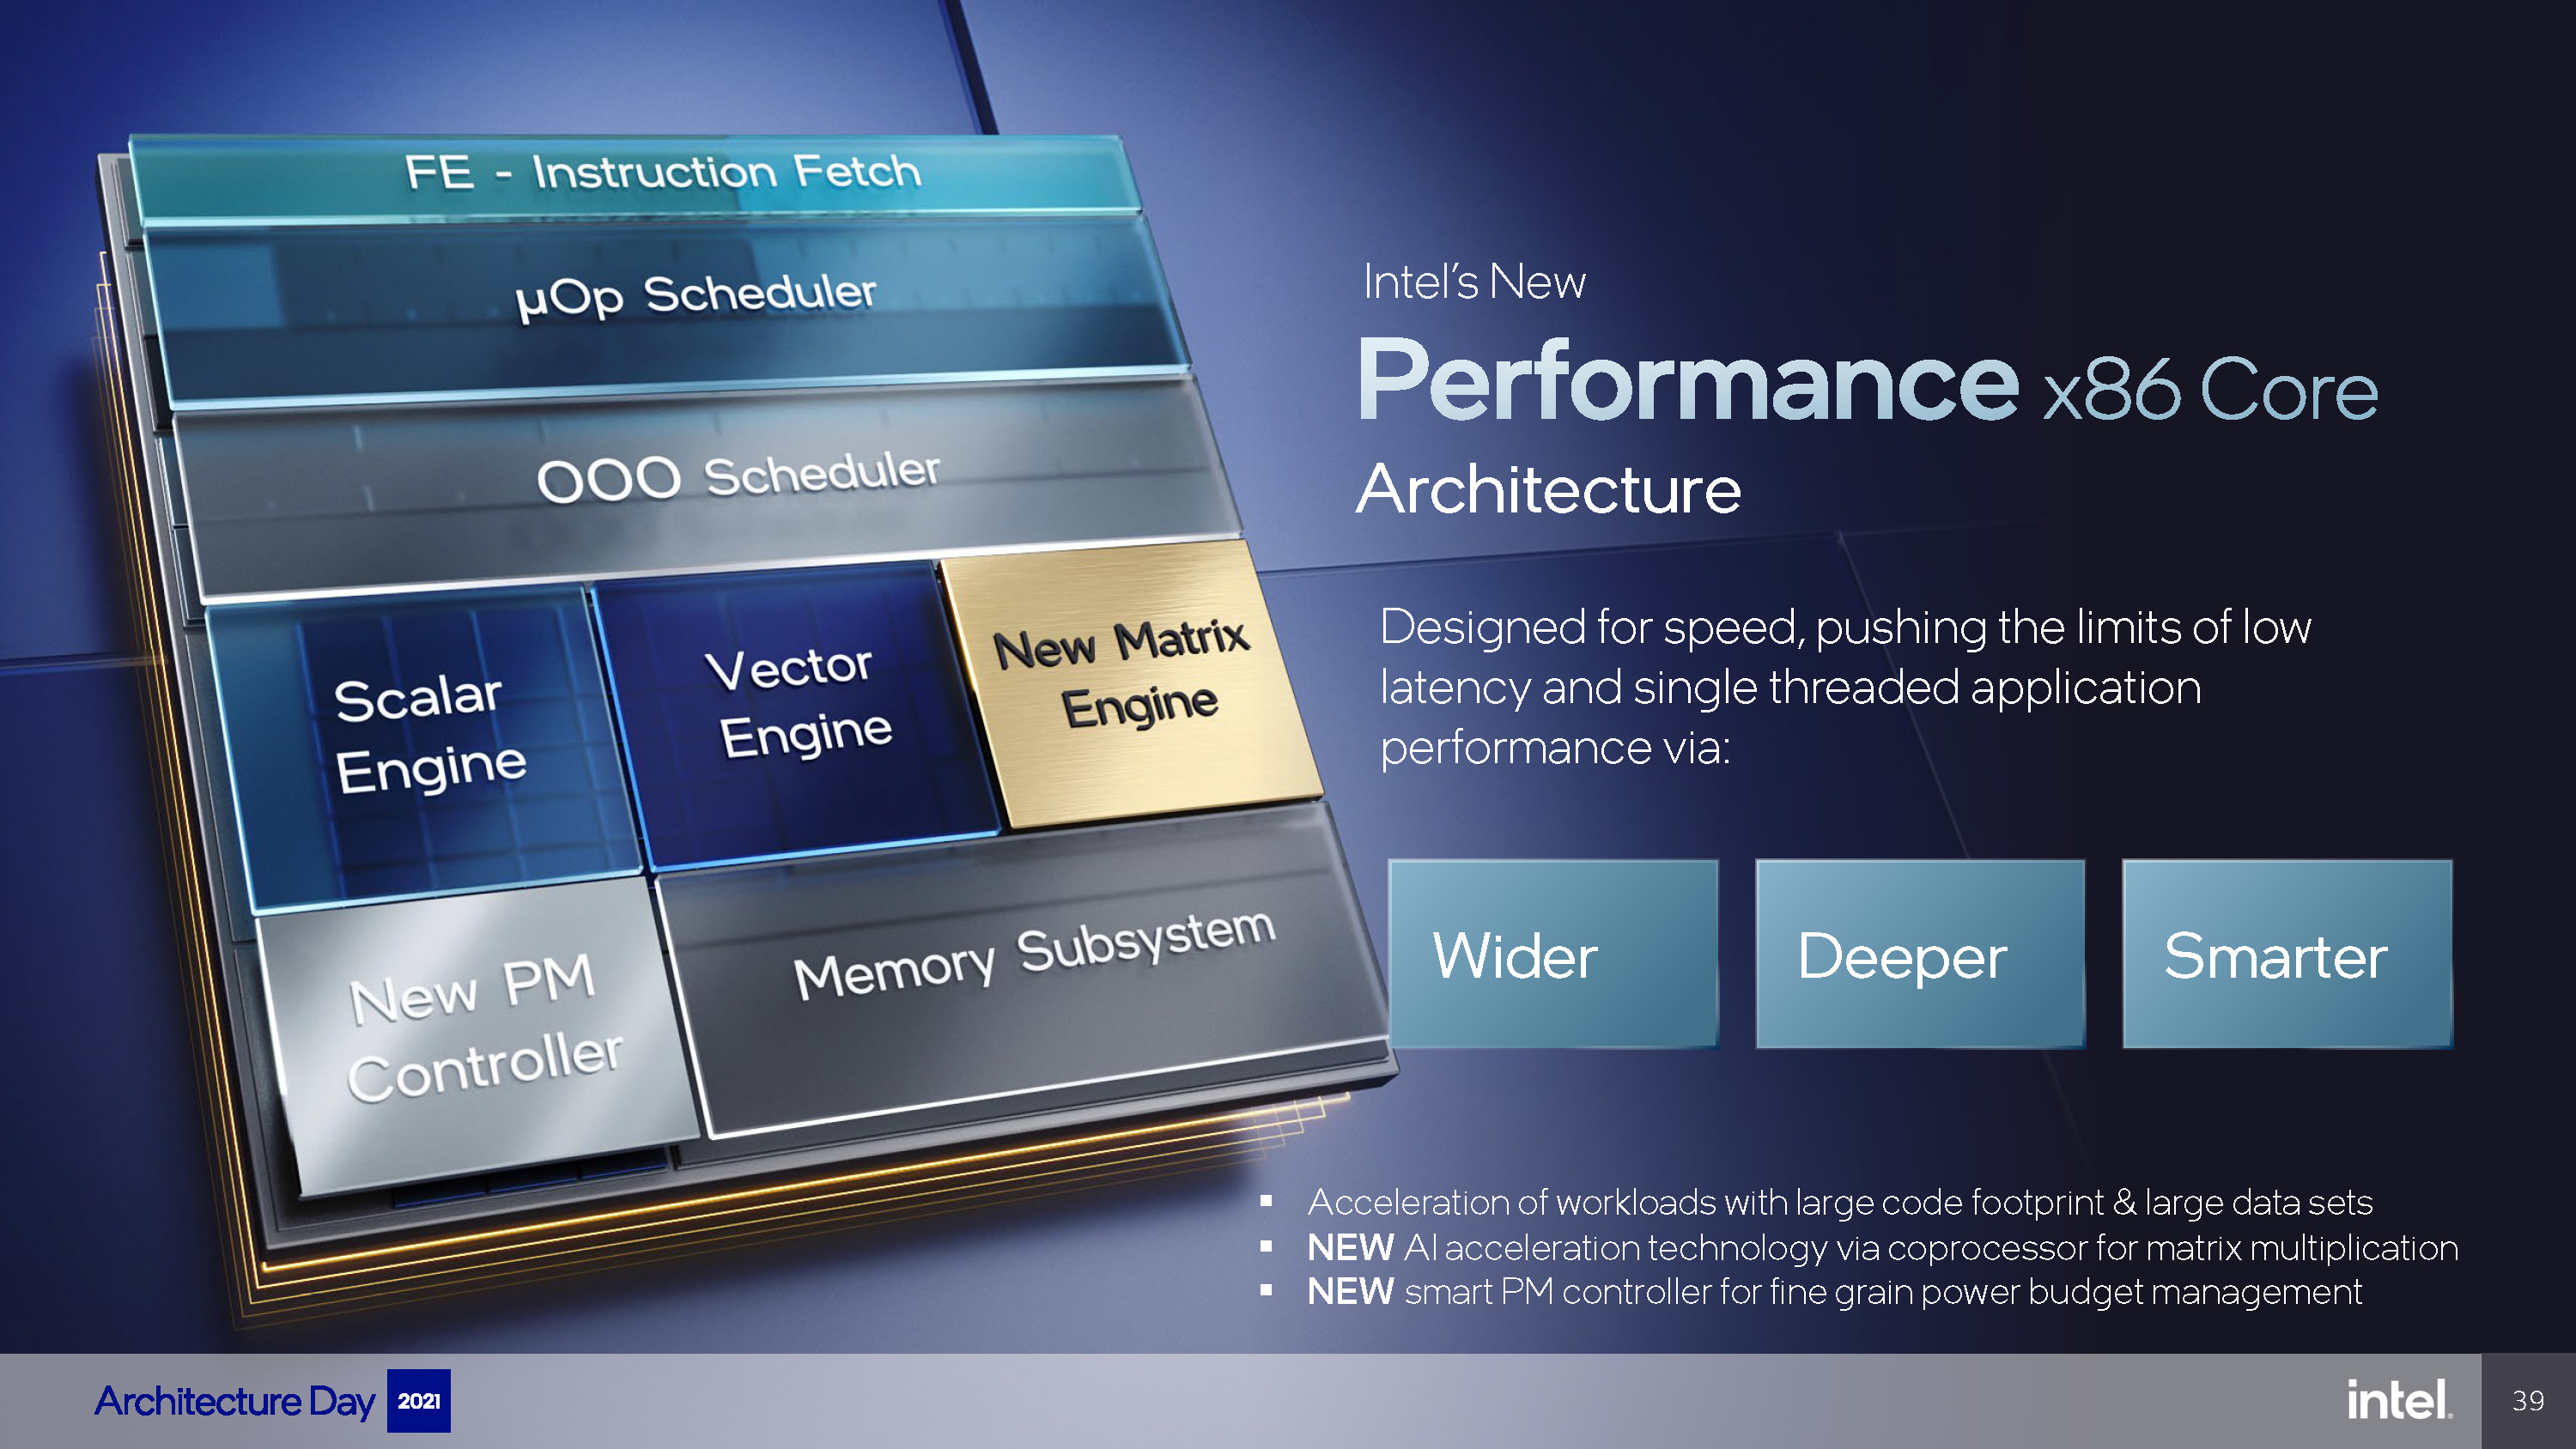 FE - Instruction Fetch
µOp Scheduler
OOO Scheduler
Scalar
Engine
Vector
Engine
New Matrix
Engine
New PM
Controller
Memory Subsystem
Intel’s New
Performance x86 Core
Architecture
Designed for speed, pushing the limits of low
latency and single threaded application
performance via:
Wider
Deeper
Smarter
▪ Acceleration of workloads with large code footprint & large data sets
▪ NEW AI acceleration technology via coprocessor for matrix multiplication
▪ NEW smart PM controller for fine grain power budget management
Architecture Day 2021
intel.
39